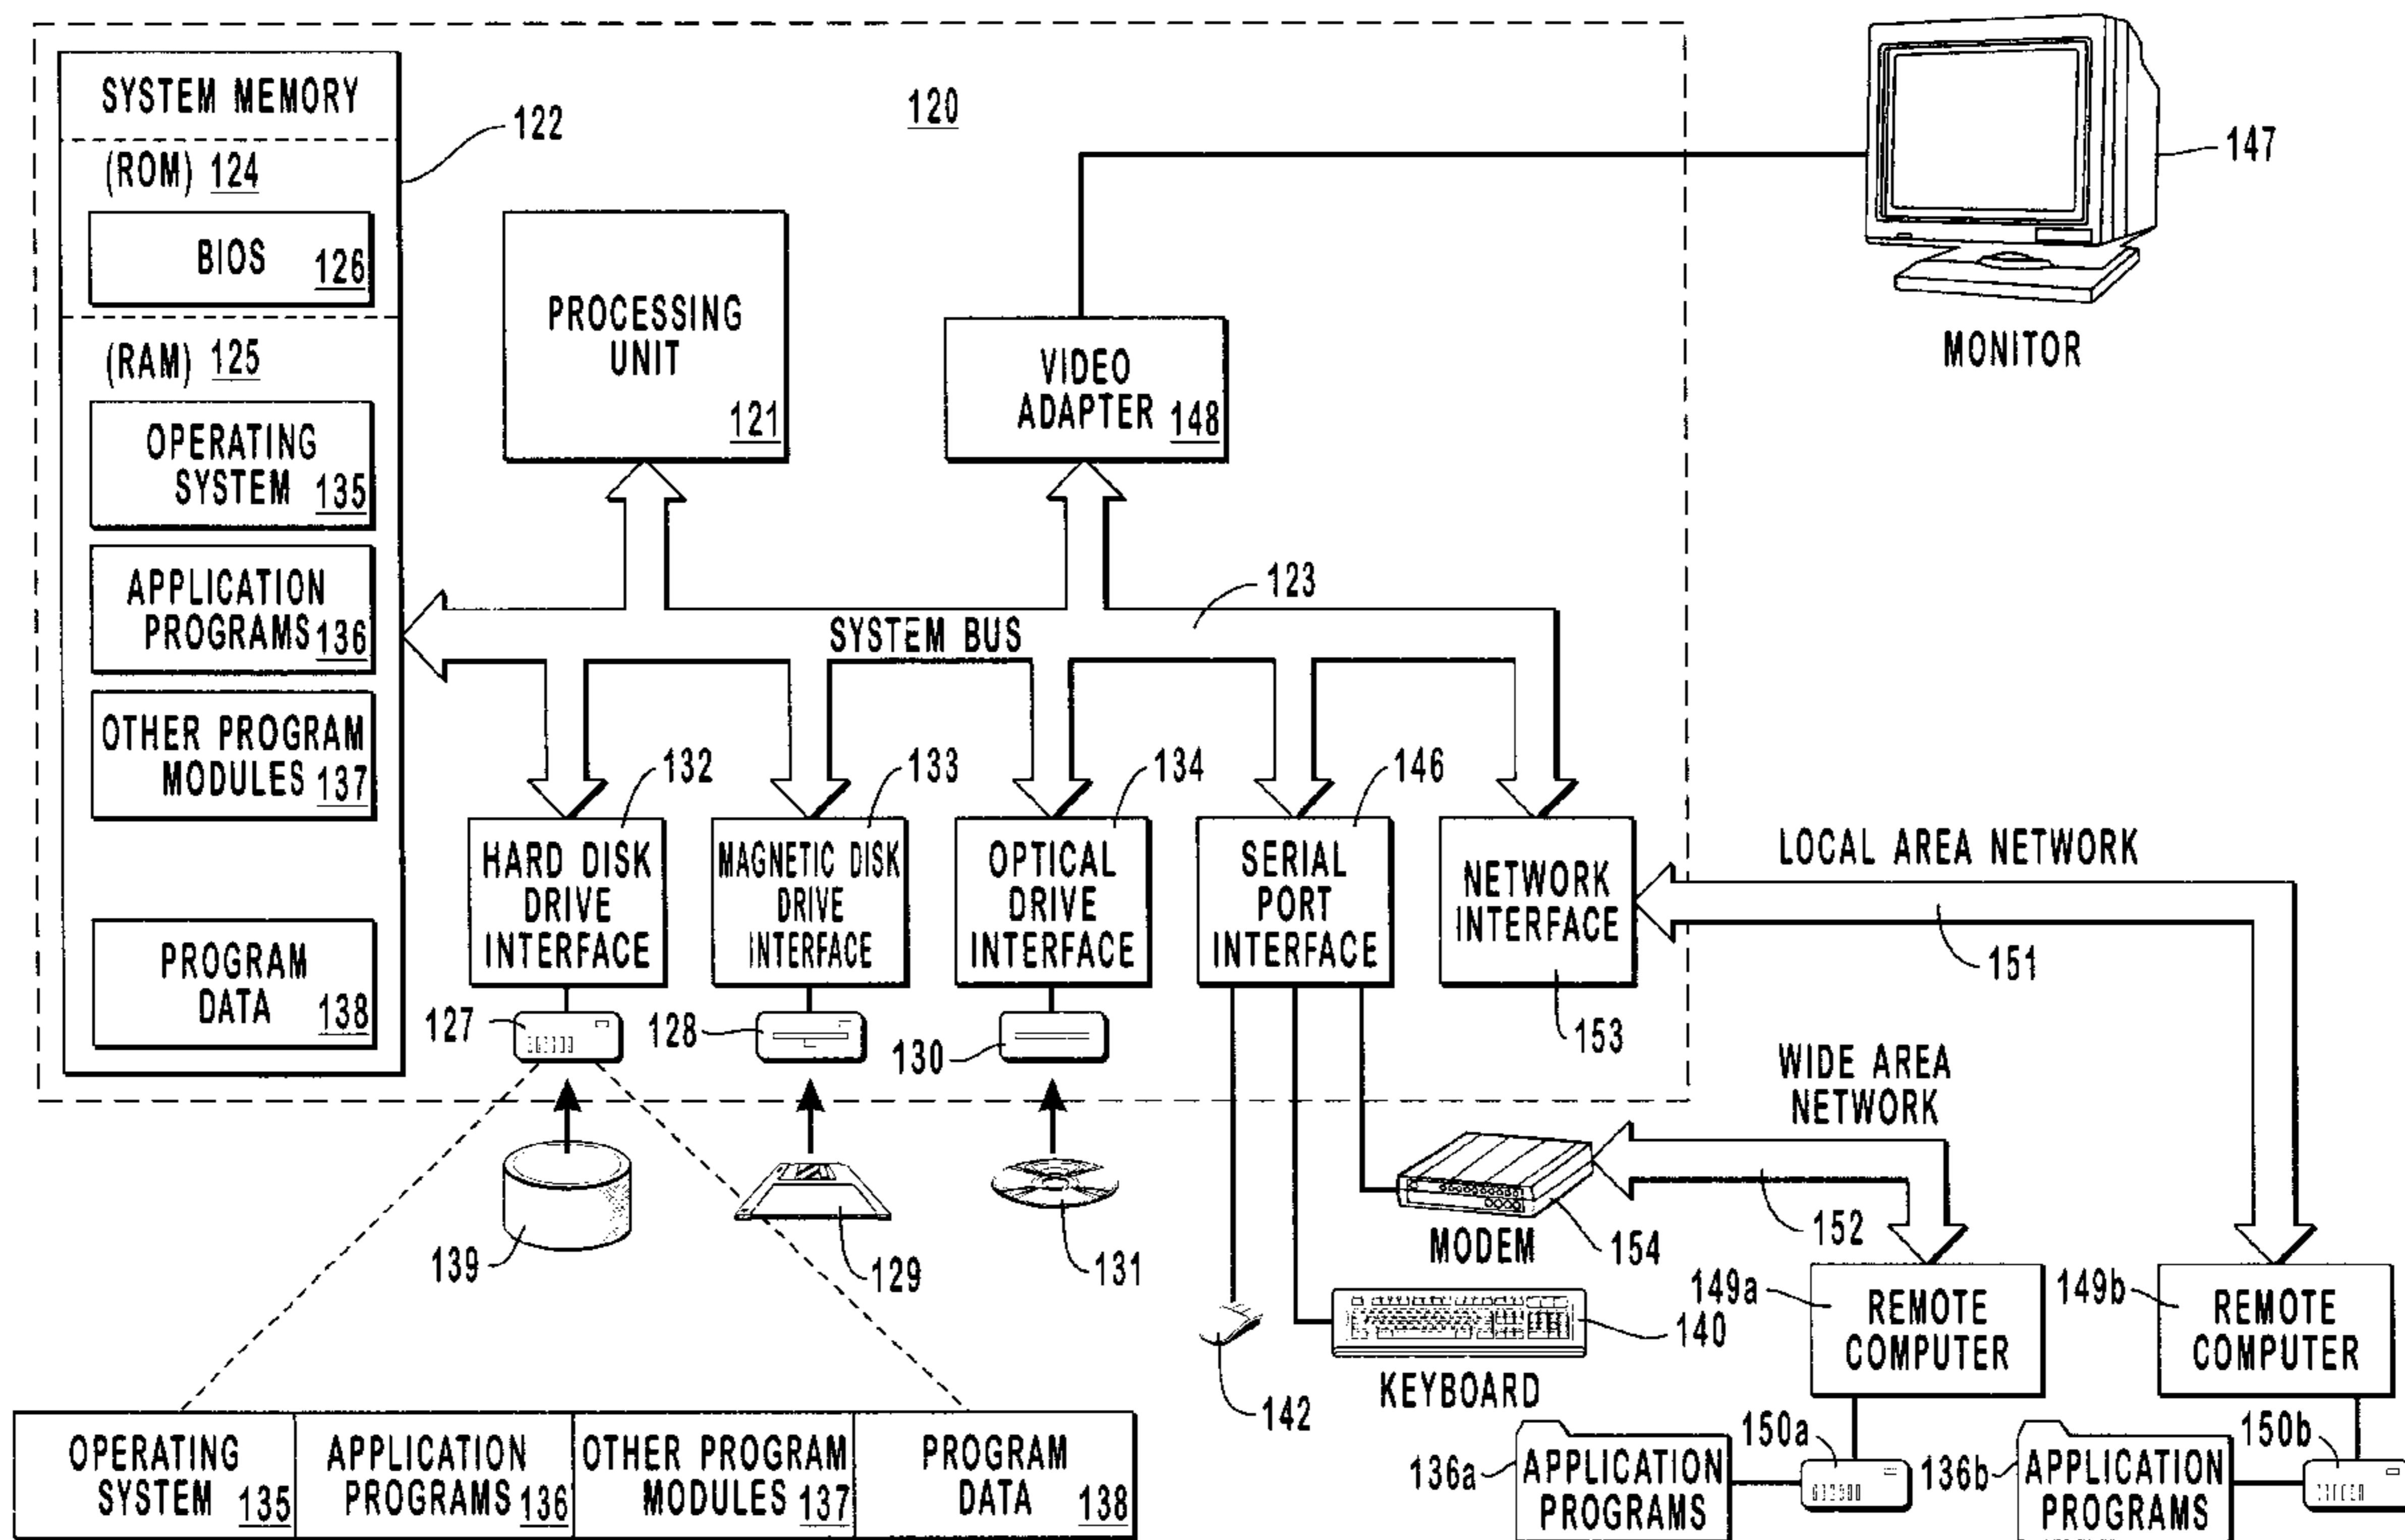 SYSTEM MEMORY
(ROM) 124
BIOS 126
(RAM) 125
OPERATING
SYSTEM 135
APPLICATION
PROGRAMS 136
OTHER PROGRAM
MODULES 137
PROGRAM
DATA 138
122
120
PROCESSING
UNIT
121
VIDEO
ADAPTER 148
147
MONITOR
123
SYSTEM BUS
132
HARD DISK
DRIVE
INTERFACE
133
MAGNETIC DISK
DRIVE
INTERFACE
134
OPTICAL
DRIVE
INTERFACE
146
SERIAL
PORT
INTERFACE
NETWORK
INTERFACE
153
LOCAL AREA NETWORK
151
127
128
130
139
129
131
WIDE AREA
NETWORK
152
MODEM
154
142
140
KEYBOARD
149a
REMOTE
COMPUTER
149b
REMOTE
COMPUTER
OPERATING
SYSTEM 135
APPLICATION
PROGRAMS 136
OTHER PROGRAM
MODULES 137
PROGRAM
DATA 138
136a
APPLICATION
PROGRAMS
150a
136b
APPLICATION
PROGRAMS
150b